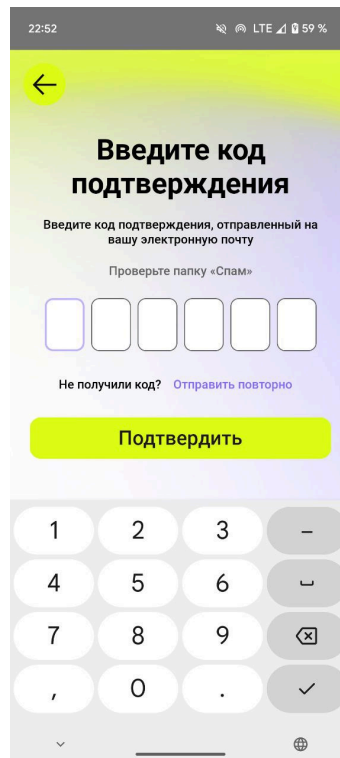 22:52 LTE 59 %
Введите код
подтверждения
Введите код подтверждения, отправленный на
вашу электронную почту
Проверьте папку «Спам»
Не получили код? Отправить повторно
Подтвердить
1 2 3 –
4 5 6
7 8 9
, 0 .